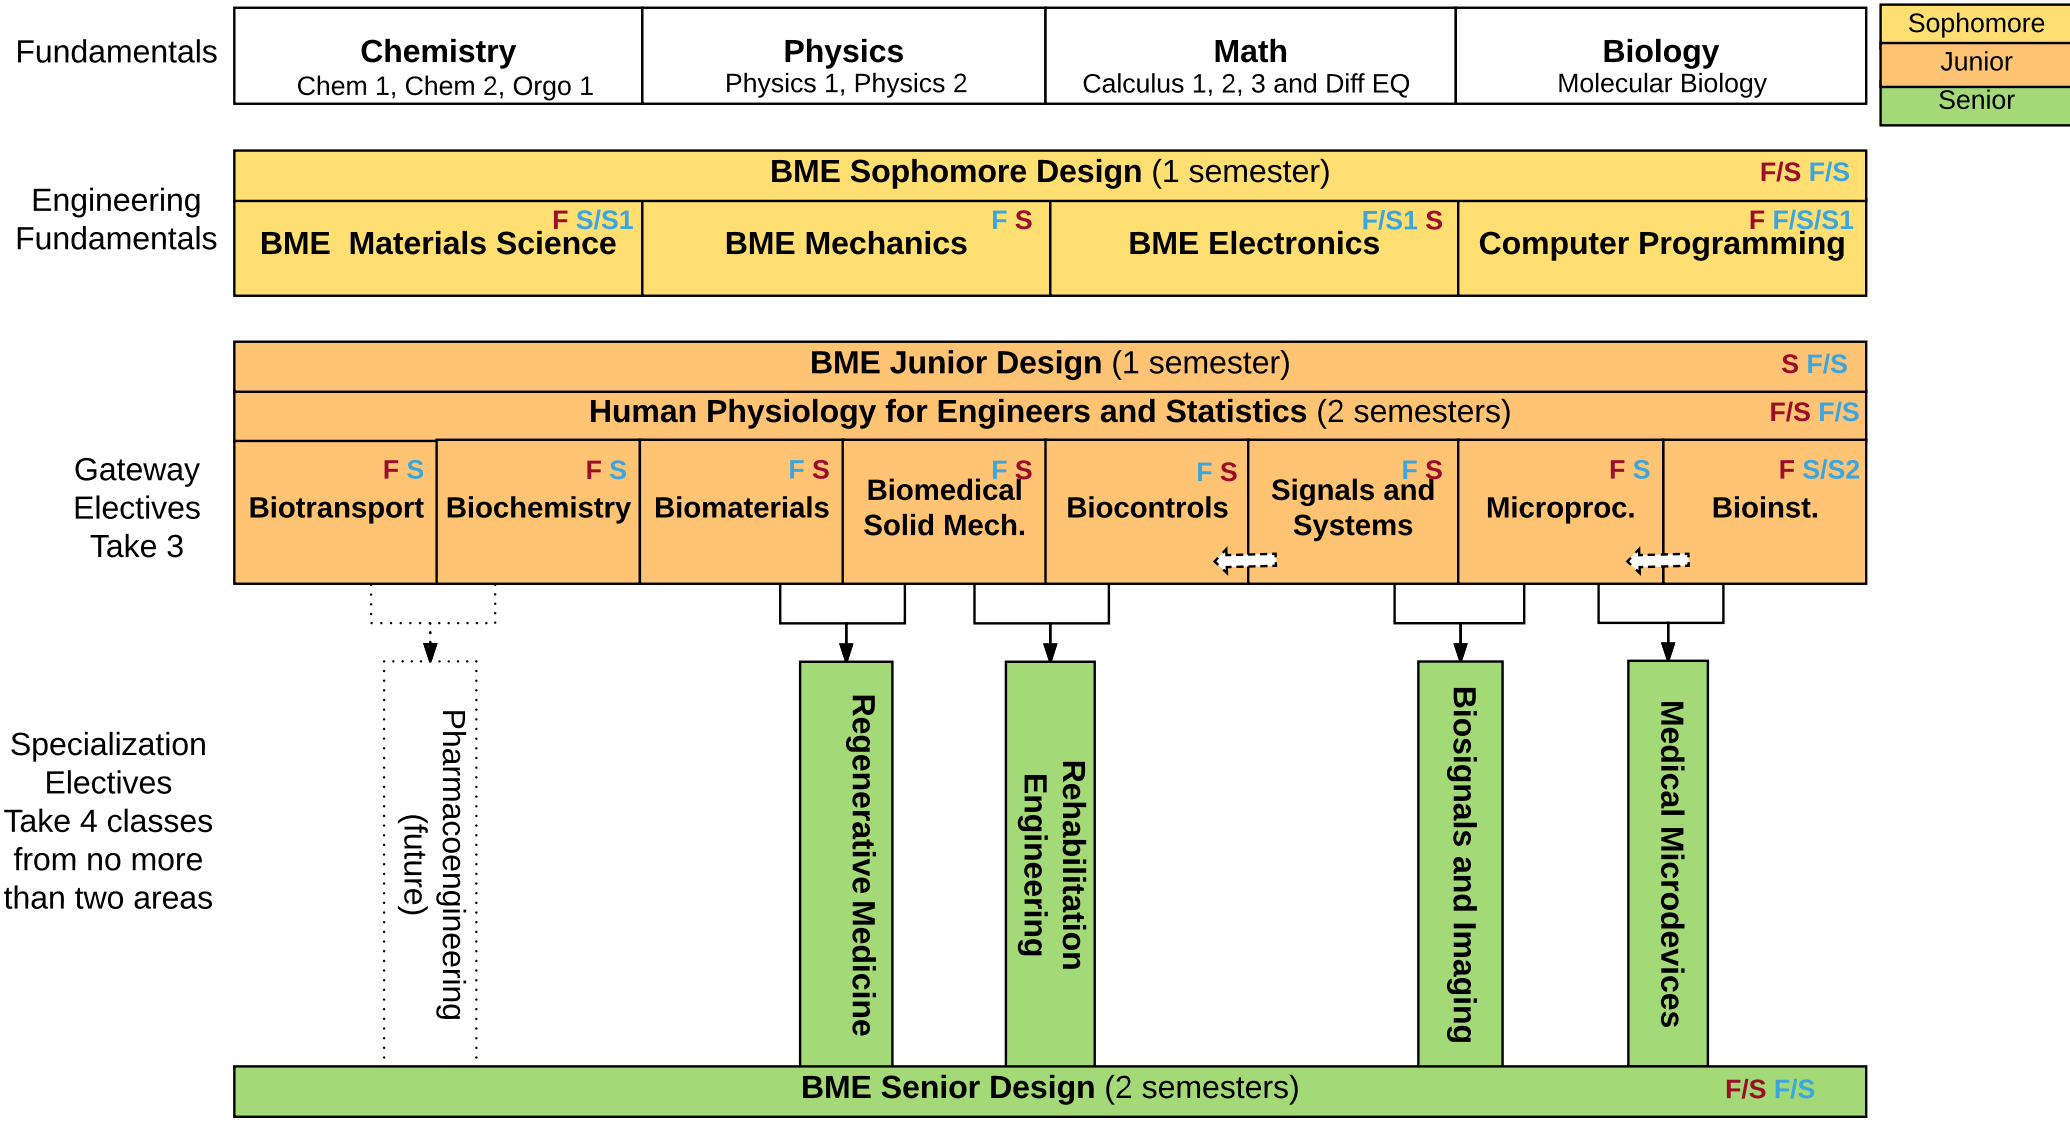 Fundamentals
Chemistry
Chem 1, Chem 2, Orgo 1
Physics
Physics 1, Physics 2
Math
Calculus 1, 2, 3 and Diff EQ
Biology
Molecular Biology
Sophomore
Junior
Senior
Engineering
Fundamentals
BME Sophomore Design (1 semester)
F/S F/S
F S/S1
BME Materials Science
F S
BME Mechanics
F/S1 S
BME Electronics
F F/S/S1
Computer Programming
BME Junior Design (1 semester)
S F/S
Human Physiology for Engineers and Statistics (2 semesters)
F/S F/S
Gateway
Electives
Take 3
F S
Biotransport
F S
Biochemistry
F S
Biomaterials
F S
Biomedical
Solid Mech.
F S
Biocontrols
F S
Signals and
Systems
F S
Microproc.
F S/S2
Bioinst.
Specialization
Electives
Take 4 classes
from no more
than two areas
Pharmacoengineering
(future)
Regenerative Medicine
Rehabilitation
Engineering
Biosignals and Imaging
Medical Microdevices
BME Senior Design (2 semesters)
F/S F/S